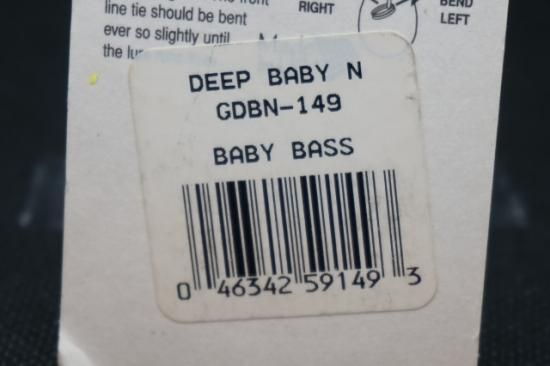 line tie should be bent
ever so slightly until
the
RIGHT
BEND
LEFT
DEEP BABY N
GDBN-149
BABY BASS
0 46342 59149 3